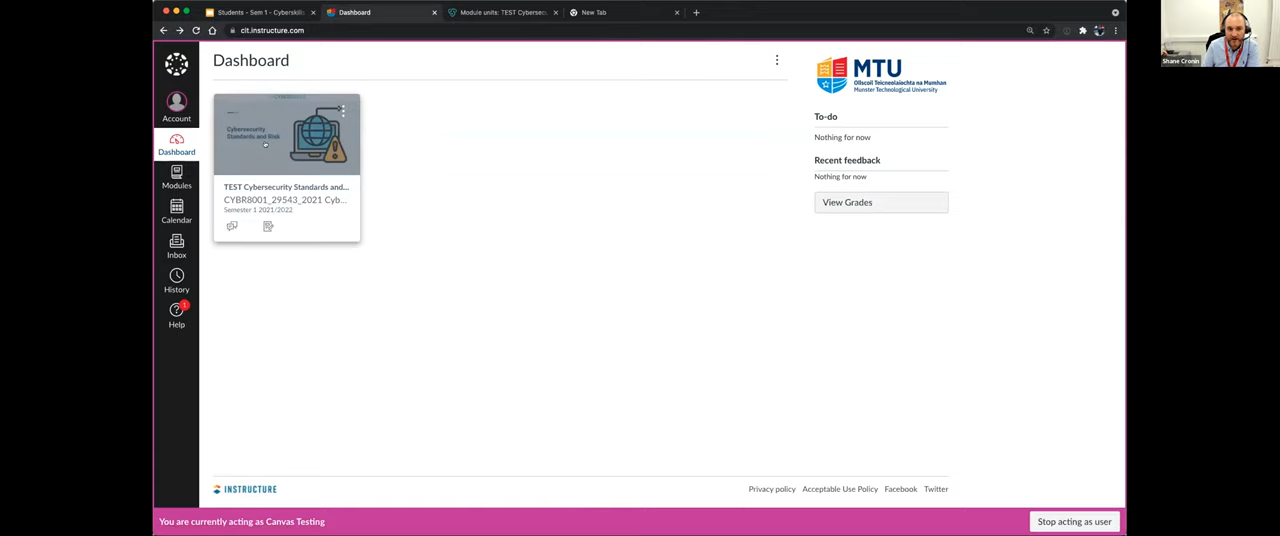 Students - Sem 1 - Cyberskill
Dashboard
Module units: TEST Cybersecu
New Tab
cit.instructure.com
Shane Cronin
Account
Dashboard
Modules
Calendar
Inbox
History
1
Help
Dashboard
Cybersecurity
Standards and Risk
TEST Cybersecurity Standards and...
CYBR8001_29543_2021 Cyb...
Semester 1 2021/2022
MTU
Ollscoil Teicneolaíochta na Mumhan
Munster Technological University
To-do
Nothing for now
Recent feedback
Nothing for now
View Grades
INSTRUCTURE
Privacy policy
Acceptable Use Policy
Facebook
Twitter
You are currently acting as Canvas Testing
Stop acting as user